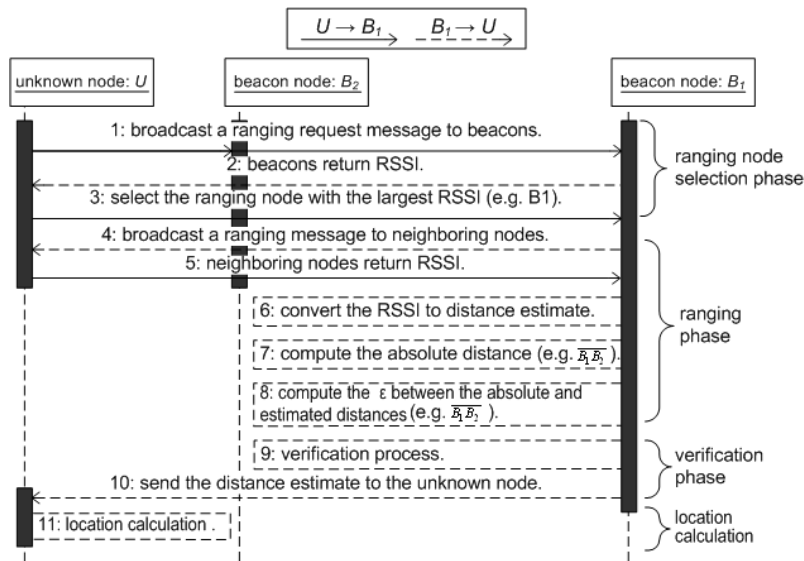 U → B₁ B₁ → U
unknown node: U
beacon node: B₂
beacon node: B₁
1: broadcast a ranging request message to beacons.
2: beacons return RSSI.
3: select the ranging node with the largest RSSI (e.g. B1).
ranging node
selection phase
4: broadcast a ranging message to neighboring nodes.
5: neighboring nodes return RSSI.
6: convert the RSSI to distance estimate.
7: compute the absolute distance (e.g. B₁B₂).
ranging
phase
8: compute the ε between the absolute and
estimated distances (e.g. B₁B₂).
9: verification process.
verification
phase
10: send the distance estimate to the unknown node.
11: location calculation .
location
calculation